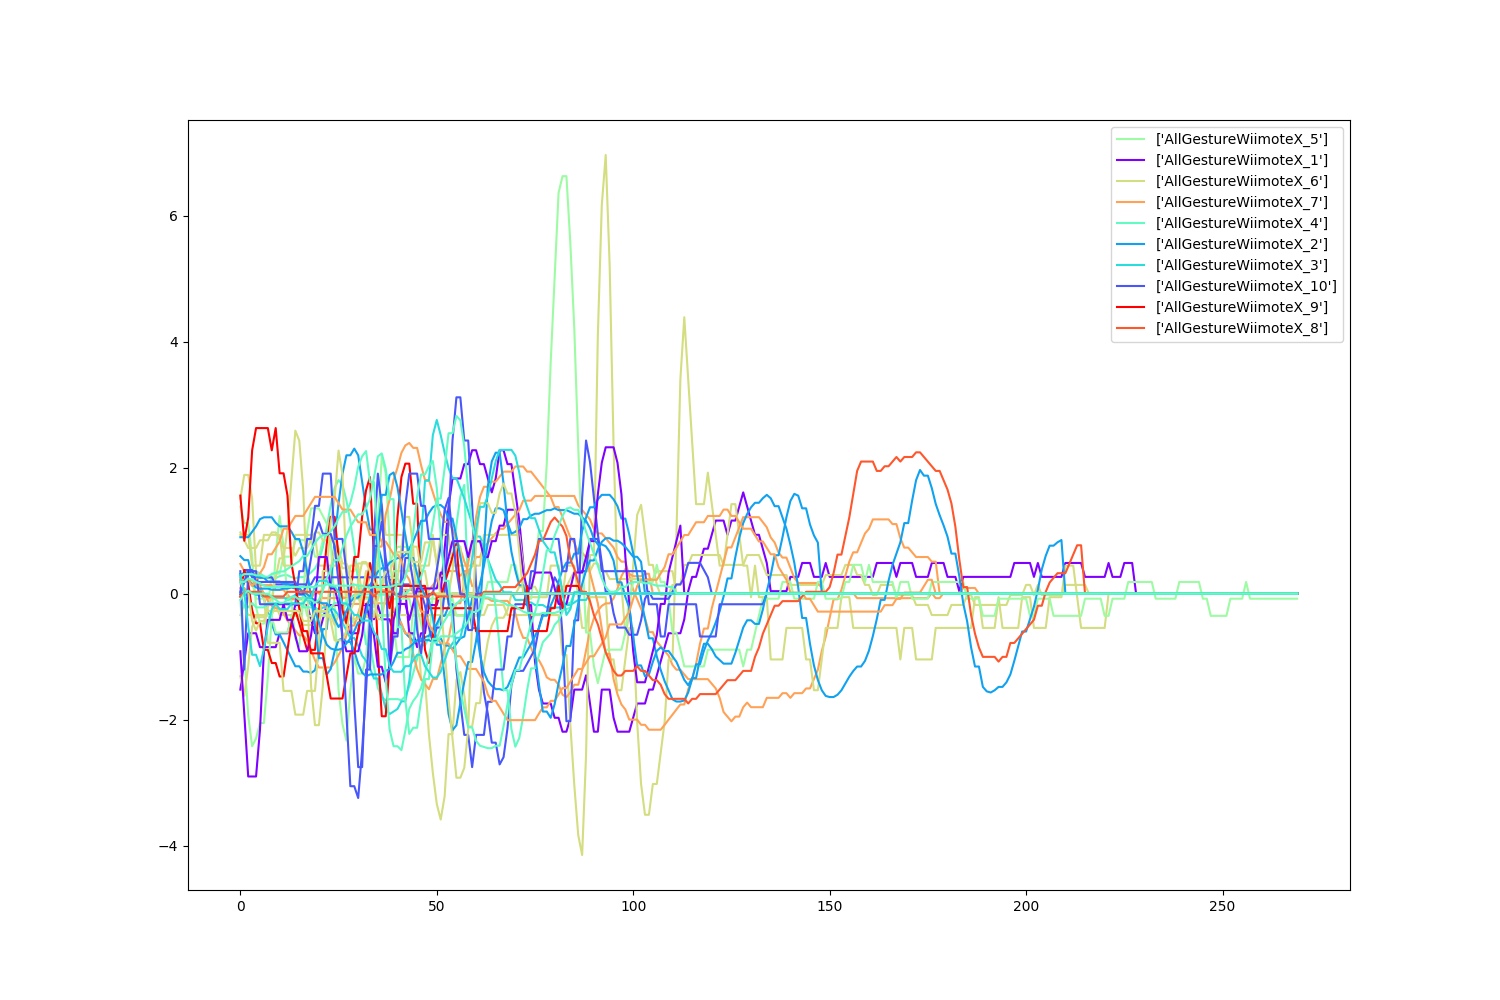 ['AllGestureWiimoteX_5']
['AllGestureWiimoteX_1']
['AllGestureWiimoteX_6']
['AllGestureWiimoteX_7']
['AllGestureWiimoteX_4']
['AllGestureWiimoteX_2']
['AllGestureWiimoteX_3']
['AllGestureWiimoteX_10']
['AllGestureWiimoteX_9']
['AllGestureWiimoteX_8']
6
4
2
0
−2
−4
0 50 100 150 200 250